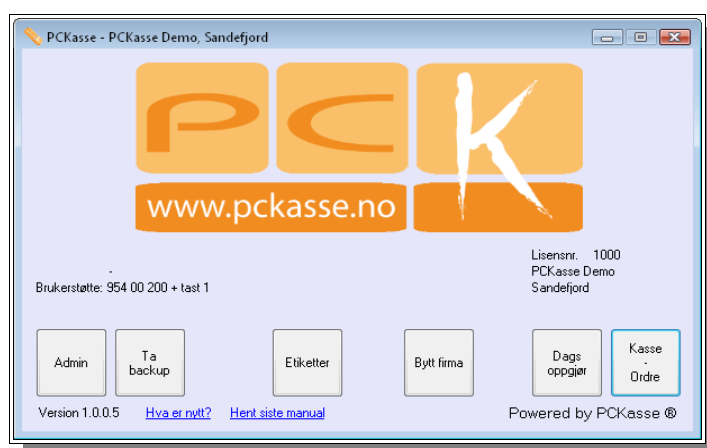 PCKasse - PCKasse Demo, Sandefjord
PCK
www.pckasse.no
Lisensnr. 1000
PCKasse Demo
Sandefjord
-
Brukerstøtte: 954 00 200 + tast 1
Admin
Ta
backup
Etiketter
Bytt firma
Dags
oppgjør
Kasse
-
Ordre
Version 1.0.0.5 Hva er nytt? Hent siste manual Powered by PCKasse ®